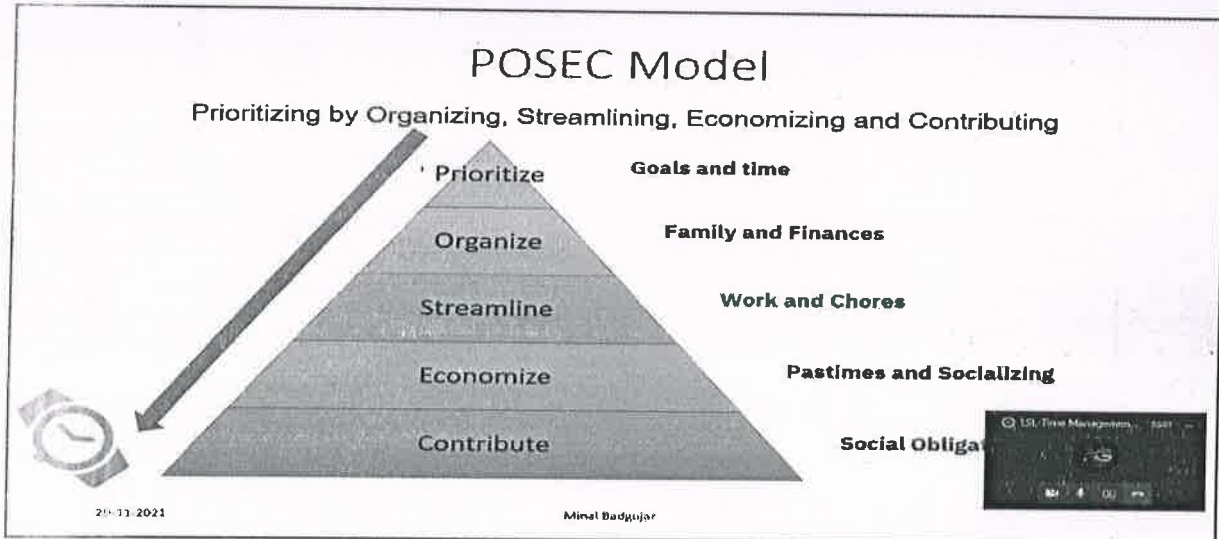 POSEC Model
Prioritizing by Organizing, Streamlining, Economizing and Contributing
Prioritize Goals and time
Organize Family and Finances
Streamline Work and Chores
Economize Pastimes and Socializing
Contribute Social Obligat
Time
-11-2021
Minal Badgujar